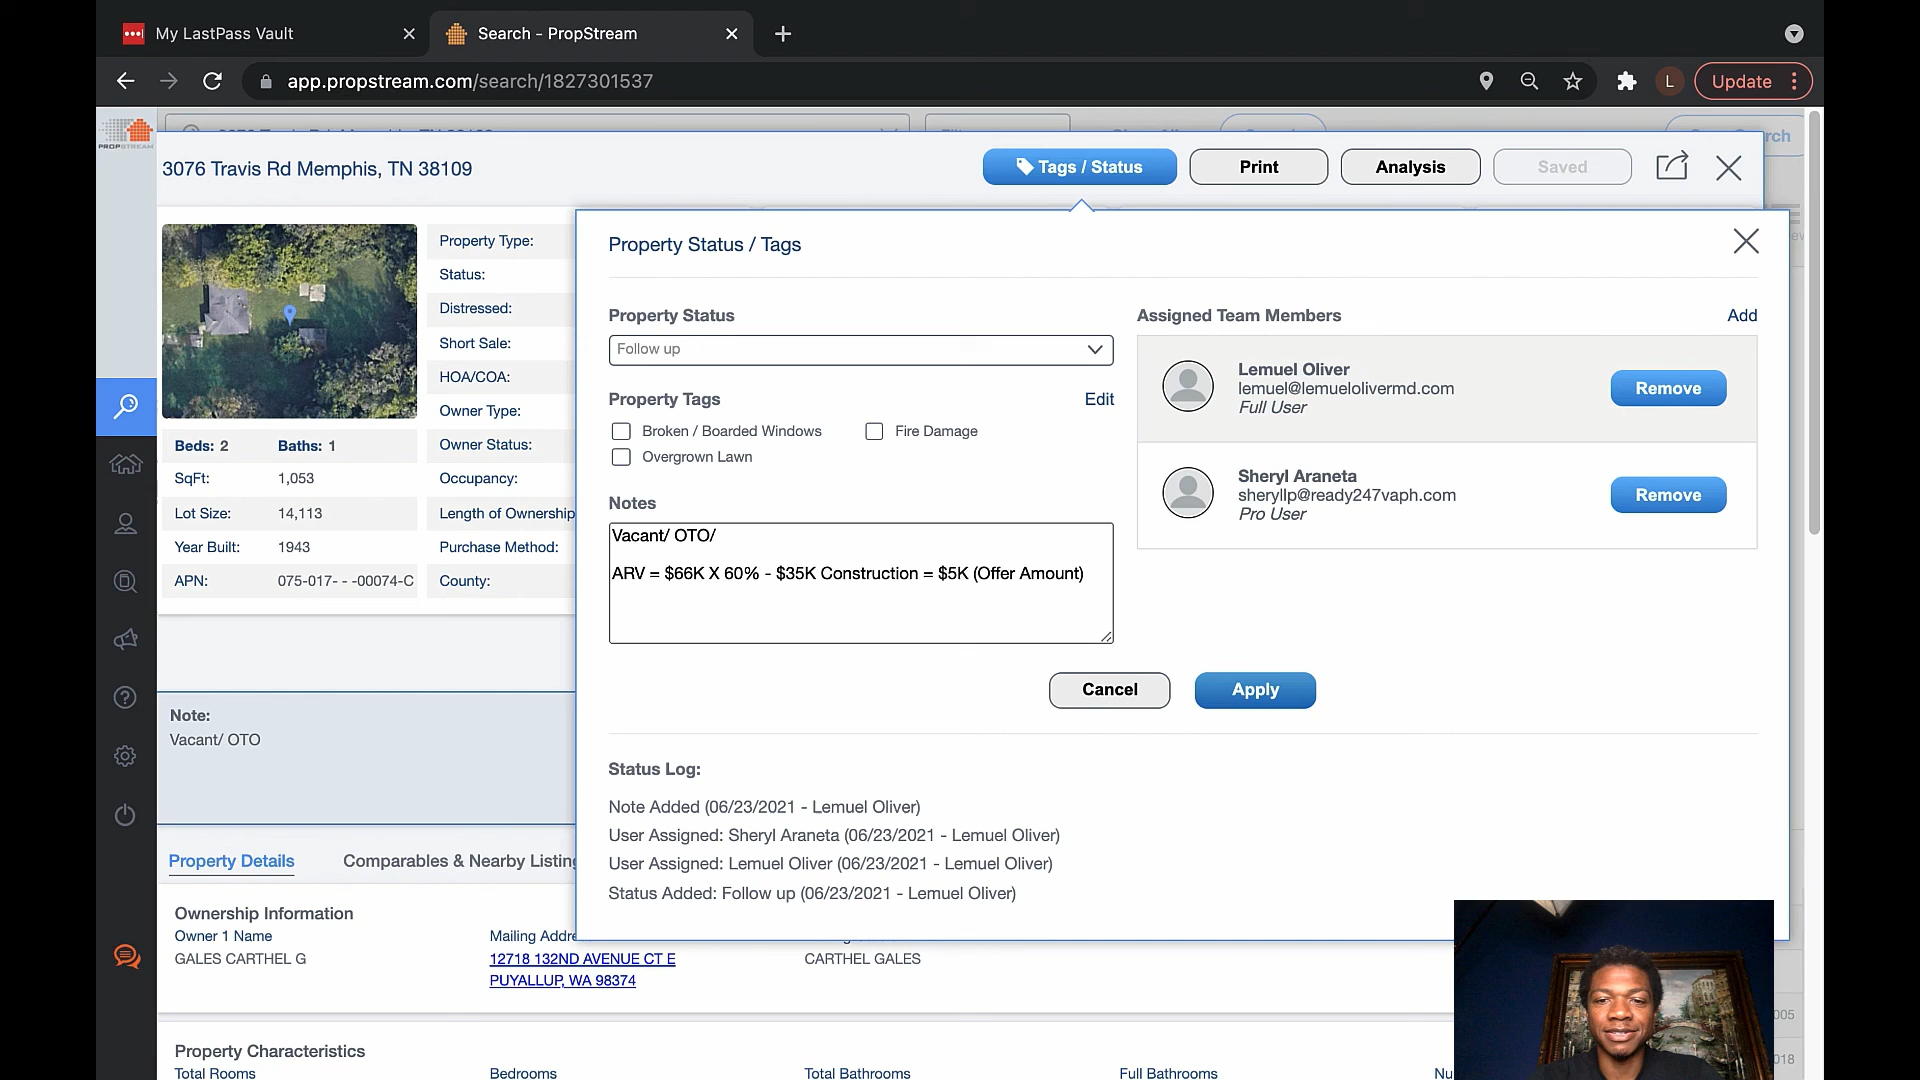 My LastPass Vault
Search - PropStream
app.propstream.com/search/1827301537
L
Update
PROPSTREAM
3076 Travis Rd Memphis, TN 38109
Tags / Status
Print
Analysis
Saved
Property Status / Tags
Property Type:
Status:
Distressed:
Short Sale:
HOA/COA:
Owner Type:
Owner Status:
Occupancy:
Length of Ownership
Purchase Method:
County:
Beds: 2 Baths: 1
SqFt: 1,053
Lot Size: 14,113
Year Built: 1943
APN: 075-017- - -00074-C
Property Status
Follow up
Property Tags Edit
Broken / Boarded Windows
Fire Damage
Overgrown Lawn
Notes
Vacant/ OTO/
ARV = $66K X 60% - $35K Construction = $5K (Offer Amount)
Assigned Team Members Add
Lemuel Oliver
lemuel@lemuelolivermd.com
Full User
Remove
Sheryl Araneta
sheryllp@ready247vaph.com
Pro User
Remove
Cancel
Apply
Status Log:
Note Added (06/23/2021 - Lemuel Oliver)
User Assigned: Sheryl Araneta (06/23/2021 - Lemuel Oliver)
User Assigned: Lemuel Oliver (06/23/2021 - Lemuel Oliver)
Status Added: Follow up (06/23/2021 - Lemuel Oliver)
Note:
Vacant/ OTO
Property Details
Comparables & Nearby Listing
Ownership Information
Owner 1 Name
GALES CARTHEL G
Mailing Addre
12718 132ND AVENUE CT E
PUYALLUP, WA 98374
CARTHEL GALES
Property Characteristics
Total Rooms
Bedrooms
Total Bathrooms
Full Bathrooms
Nu